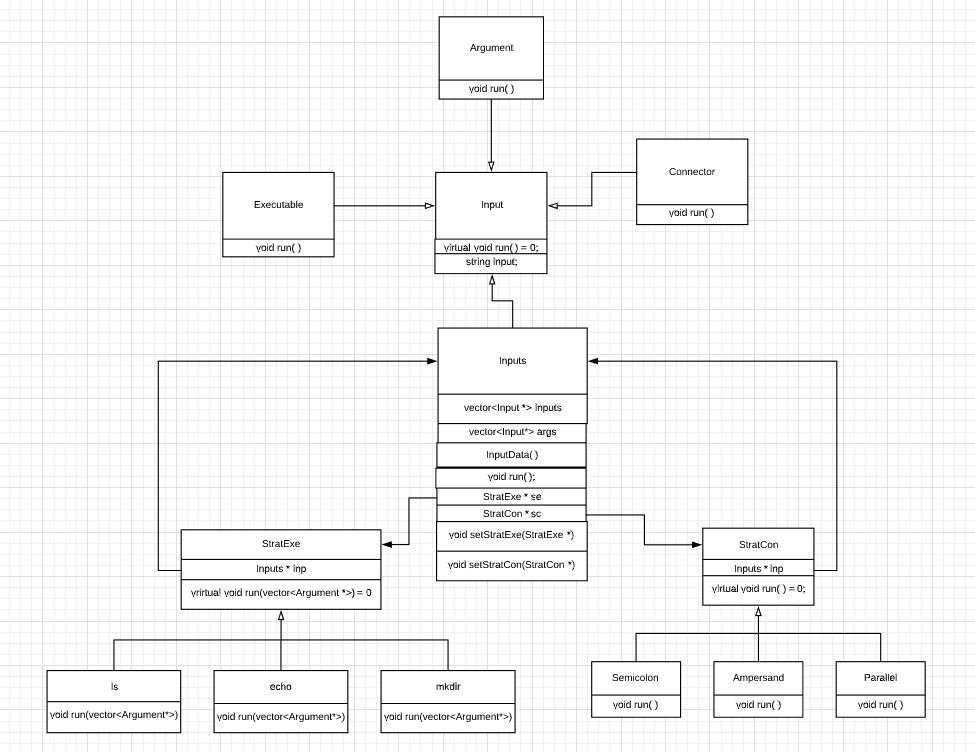 Argument
void run( )
Connector
void run( )
Executable
void run( )
Input
virtual void run( ) = 0;
string input;
Inputs
vector<Input *> inputs
vector<Input*> args
InputData( )
void run( );
StratExe * se
StratCon * sc
void setStratExe(StratExe *)
void setStratCon(StratCon *)
StratExe
Inputs * inp
vrirtual void run(vector<Argument *>) = 0
StratCon
Inputs * inp
virtual void run( ) = 0;
ls
void run(vector<Argument*>)
echo
void run(vector<Argument*>)
mkdir
void run(vector<Argument*>)
Semicolon
void run( )
Ampersand
void run( )
Parallel
void run( )